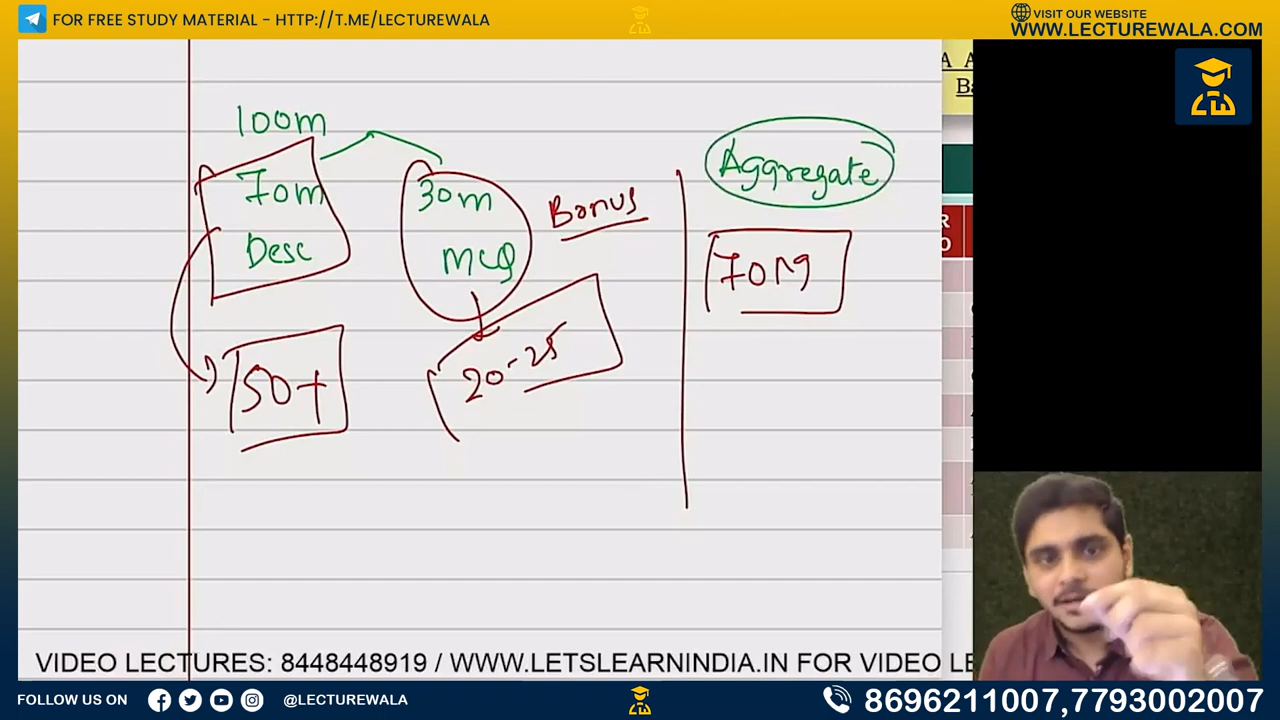 FOR FREE STUDY MATERIAL - HTTP://T.ME/LECTUREWALA
VISIT OUR WEBSITE
WWW.LECTUREWALA.COM
100m
70m
Desc
30m
MCQ
Bonus
50+
20-25
Aggregate
70M
VIDEO LECTURES: 8448448919 / WWW.LETSLEARNINDIA.IN FOR VIDEO LE
FOLLOW US ON
@LECTUREWALA
8696211007,7793002007